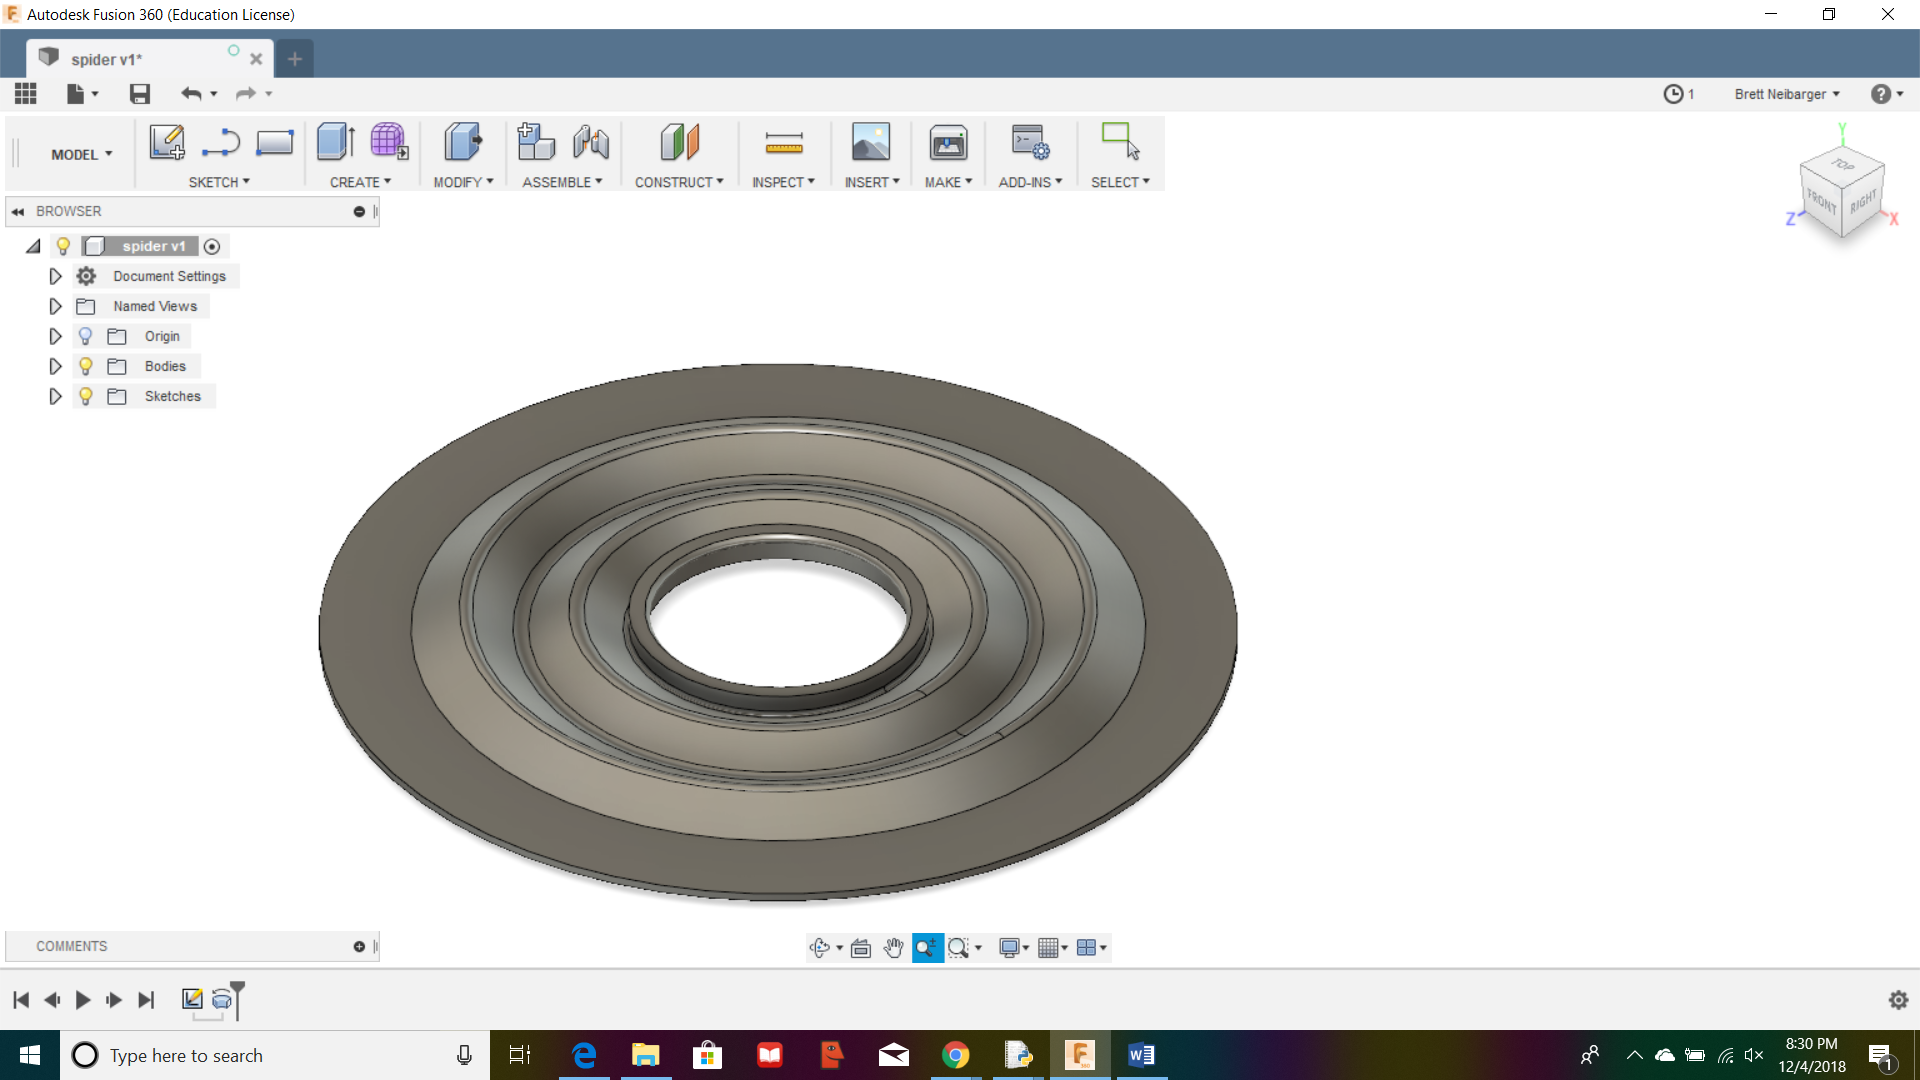 Autodesk Fusion 360 (Education License)
spider v1*
1
Brett Neibarger
MODEL
SKETCH
CREATE
MODIFY
ASSEMBLE
CONSTRUCT
INSPECT
INSERT
MAKE
ADD-INS
SELECT
Y
TOP
FRONT
RIGHT
Z
X
BROWSER
spider v1
Document Settings
Named Views
Origin
Bodies
Sketches
COMMENTS
Type here to search
8:30 PM
12/4/2018
1